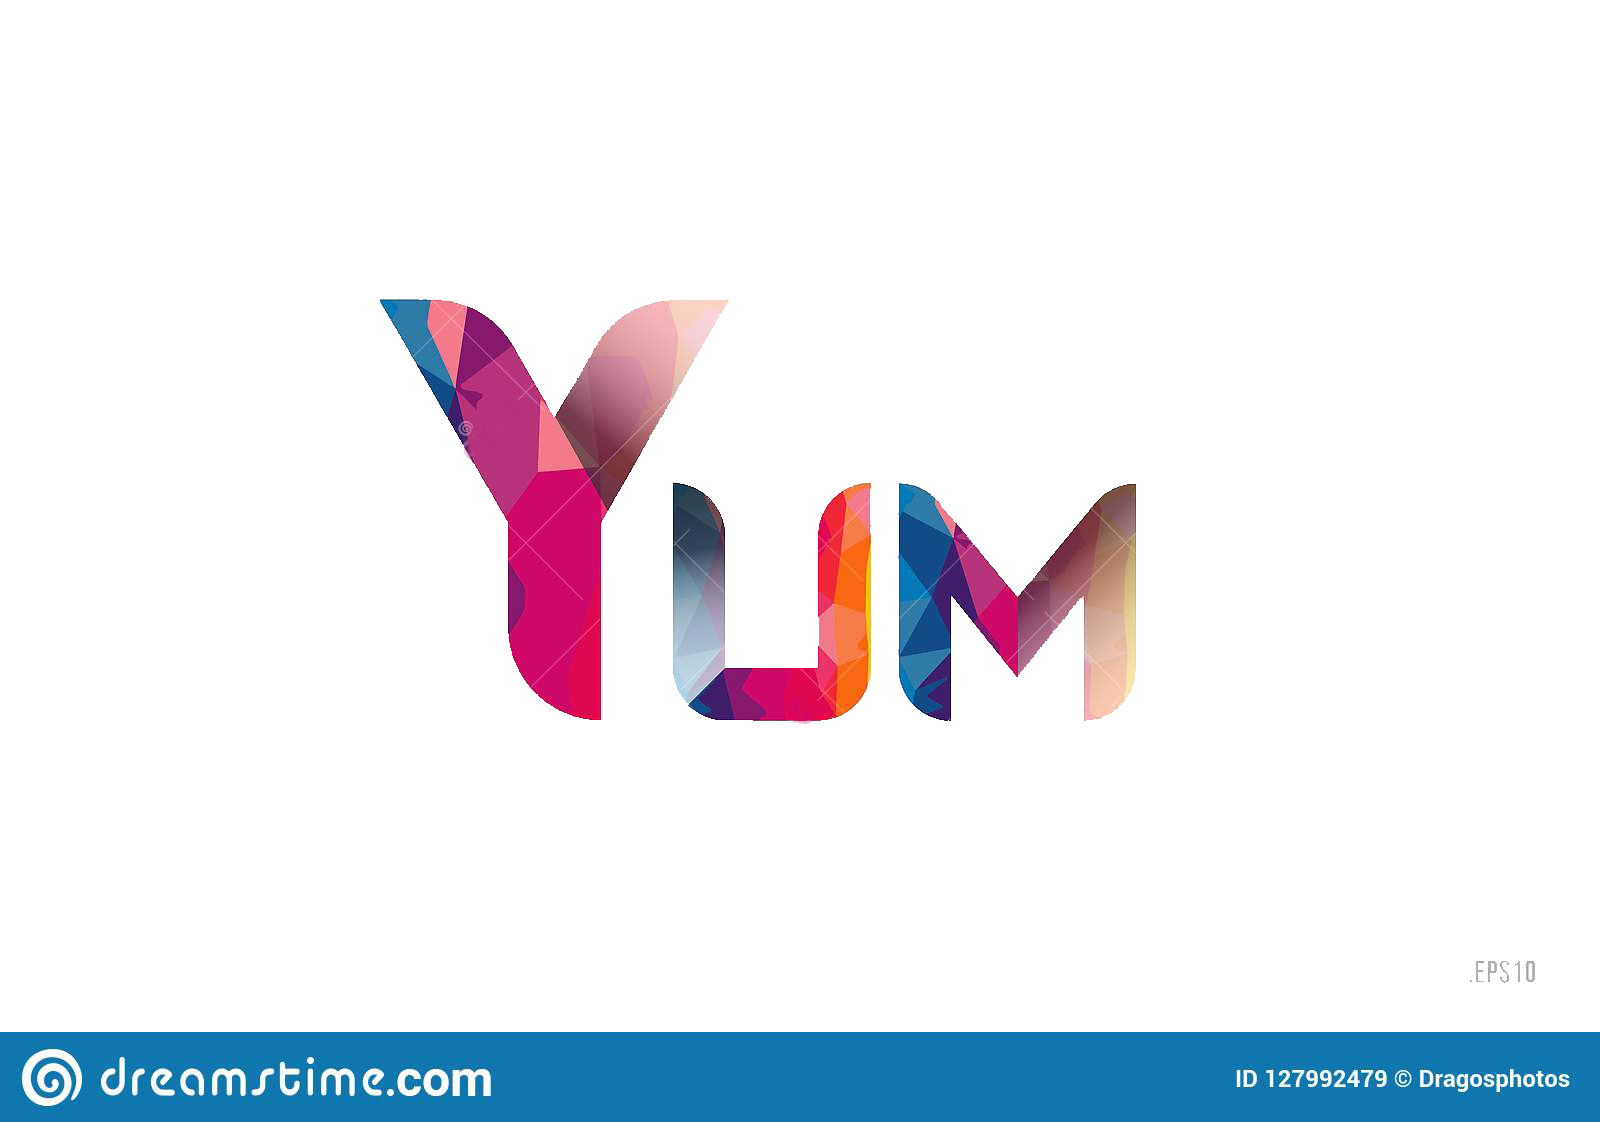 Yum
.EPS10
dreamstime.com
ID 127992479 © Dragosphotos